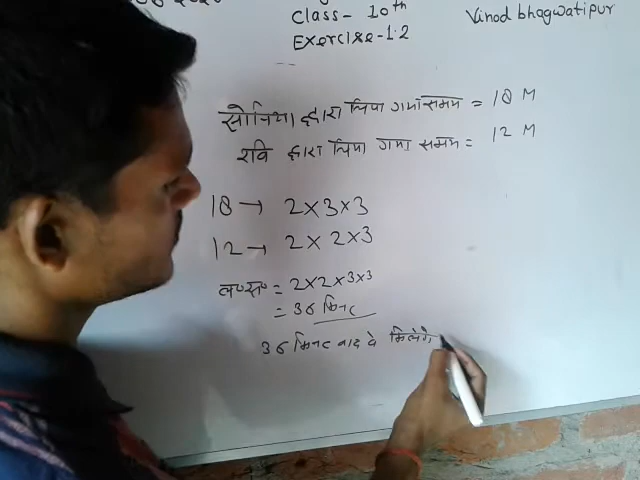 Class- 10th
Exercise-1.2
Vinod bhagwatipur
सोनिया द्वारा लिया गया समय = 18 M
रवि द्वारा लिया गया समय = 12 M
18 → 2×3×3
12 → 2×2×3
ल०स० = 2×2×3×3
= 36 मिनट
36 मिनट बाद वे मिलेंगे